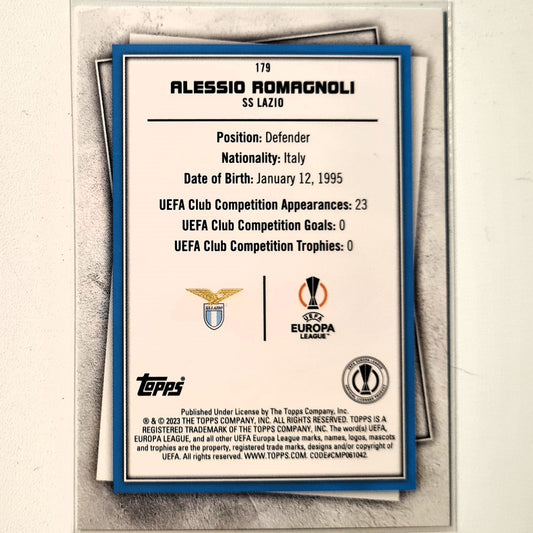 179
ALESSIO ROMAGNOLI
SS LAZIO
Position: Defender
Nationality: Italy
Date of Birth: January 12, 1995
UEFA Club Competition Appearances: 23
UEFA Club Competition Goals: 0
UEFA Club Competition Trophies: 0
S.S.LAZIO
UEFA
EUROPA
LEAGUE™
Topps®
Published Under License by The Topps Company, Inc.
® & © 2023 THE TOPPS COMPANY, INC. ALL RIGHTS RESERVED. TOPPS IS A
REGISTERED TRADEMARK OF THE TOPPS COMPANY, INC. The word(s) UEFA,
EUROPA LEAGUE, and all other UEFA Europa League marks, names, logos, mascots
and trophies are the property, registered trade marks, designs and/or copyright of
UEFA. All rights reserved. WWW.TOPPS.COM. CODE#CMP061042.